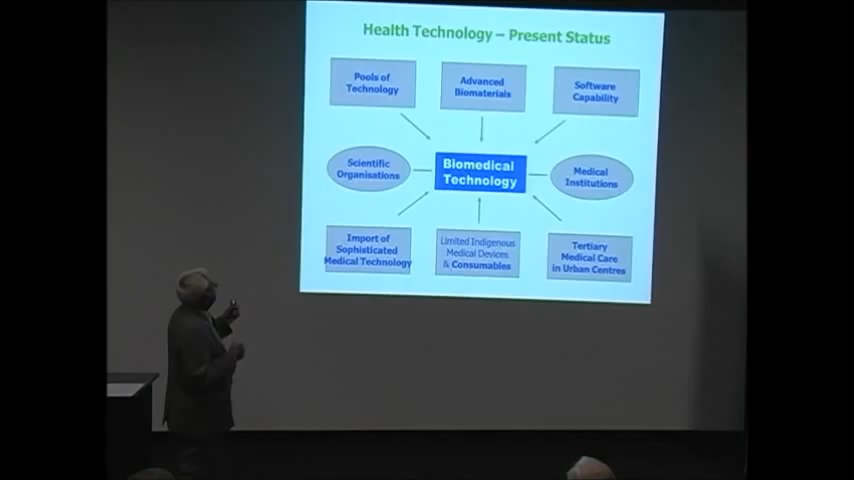 Health Technology – Present Status
Pools of
Technology
Advanced
Biomaterials
Software
Capability
Scientific
Organisations
Biomedical
Technology
Medical
Institutions
Import of
Sophisticated
Medical Technology
Limited Indigenous
Medical Devices
& Consumables
Tertiary
Medical Care
in Urban Centres